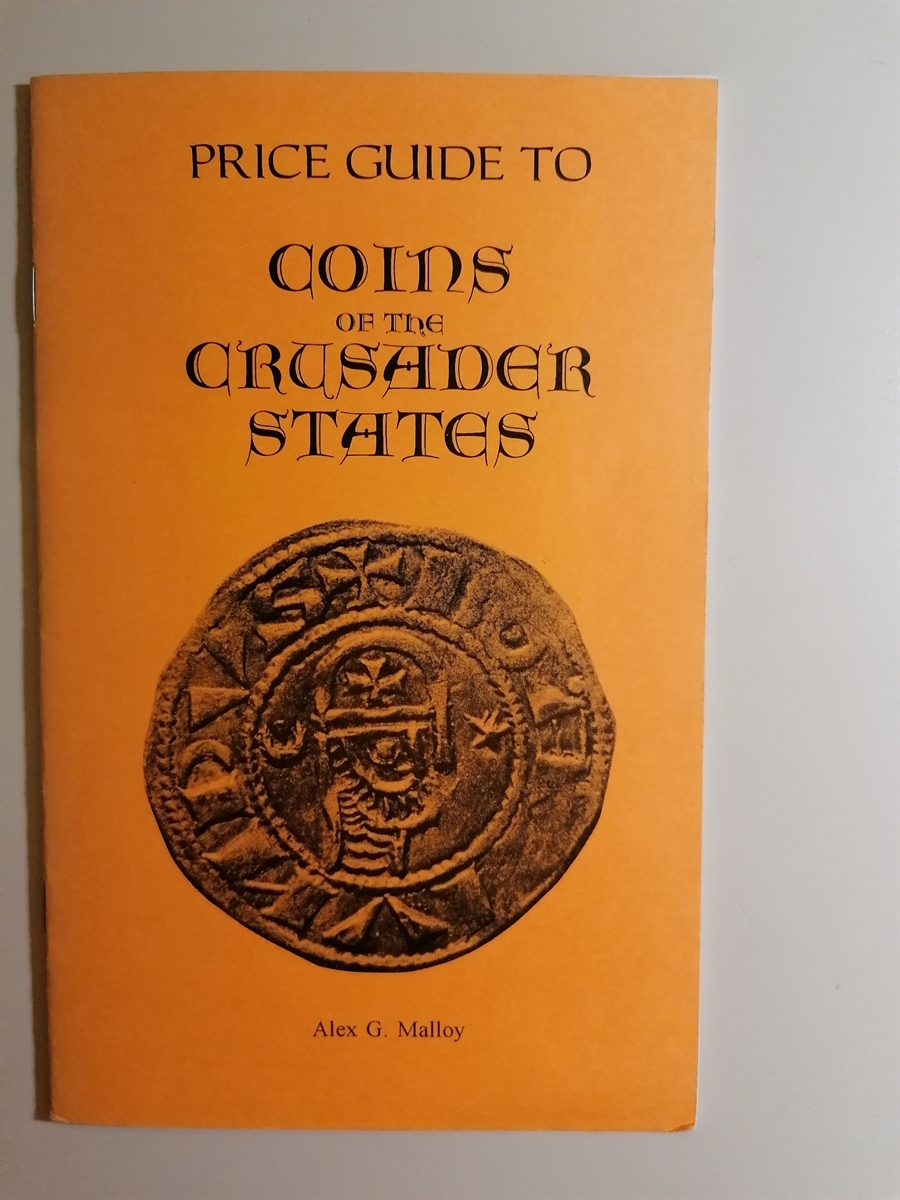 PRICE GUIDE TO
COINS
OF THE
CRUSADER
STATES
Alex G. Malloy